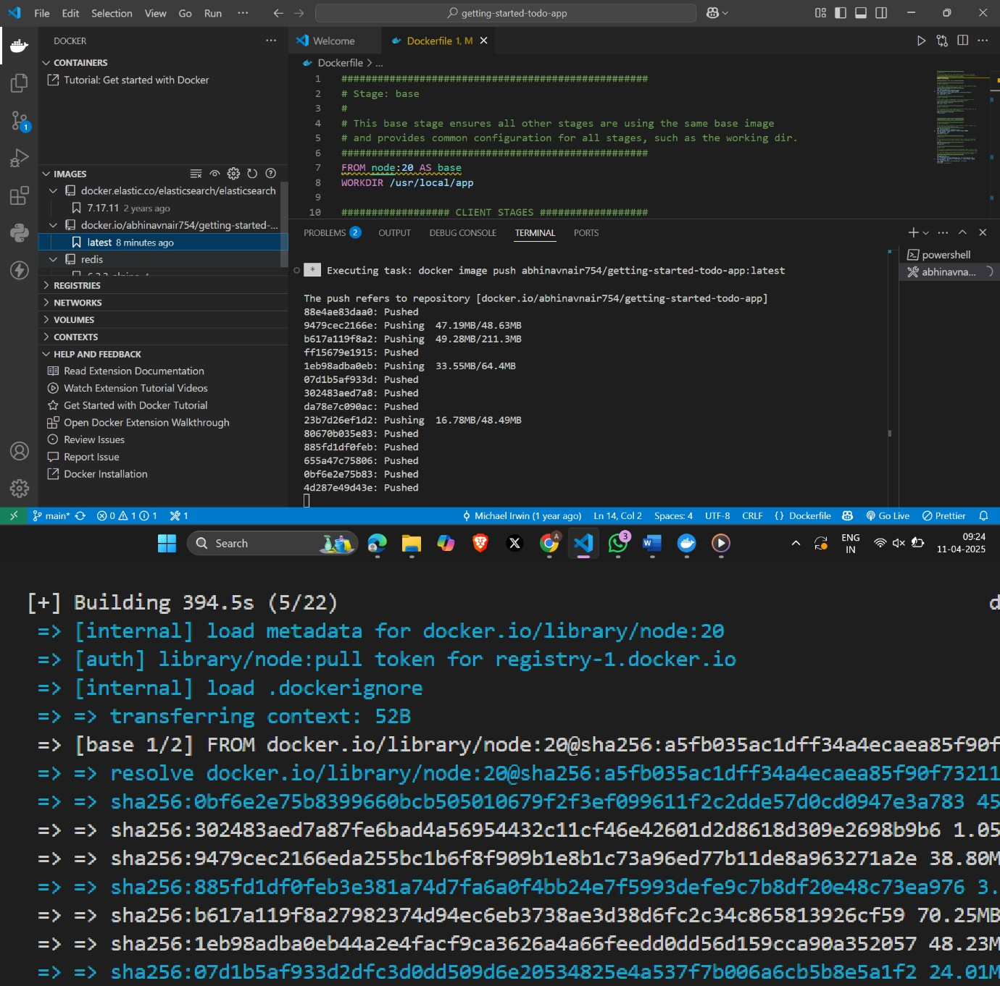 File Edit Selection View Go Run ··· getting-started-todo-app
DOCKER ···
CONTAINERS
Tutorial: Get started with Docker
IMAGES
docker.elastic.co/elasticsearch/elasticsearch
7.17.11 2 years ago
docker.io/abhinavnair754/getting-started-...
latest 8 minutes ago
redis
REGISTRIES
NETWORKS
VOLUMES
CONTEXTS
HELP AND FEEDBACK
Read Extension Documentation
Watch Extension Tutorial Videos
Get Started with Docker Tutorial
Open Docker Extension Walkthrough
Review Issues
Report Issue
Docker Installation
1
Welcome Dockerfile 1, M
Dockerfile > ...
1 ###################################################
2 # Stage: base
3 #
4 # This base stage ensures all other stages are using the same base image
5 # and provides common configuration for all stages, such as the working dir.
6 ###################################################
7 FROM node:20 AS base
8 WORKDIR /usr/local/app
9
10 ################## CLIENT STAGES ##################
PROBLEMS 2 OUTPUT DEBUG CONSOLE TERMINAL PORTS
powershell
abhinavna...
* Executing task: docker image push abhinavnair754/getting-started-todo-app:latest
The push refers to repository [docker.io/abhinavnair754/getting-started-todo-app]
88e4ae83daa0: Pushed
9479cec2166e: Pushing 47.19MB/48.63MB
b617a119f8a2: Pushing 49.28MB/211.3MB
ff15679e1915: Pushed
1eb98adba0eb: Pushing 33.55MB/64.4MB
07d1b5af933d: Pushed
302483aed7a8: Pushed
da78e7c090ac: Pushed
23b7d26ef1d2: Pushing 16.78MB/48.49MB
80670b035e83: Pushed
885fd1df0feb: Pushed
655a47c75806: Pushed
0bf6e2e75b83: Pushed
4d287e49d43e: Pushed
main* 0 1 1 1 Michael Irwin (1 year ago) Ln 14, Col 2 Spaces: 4 UTF-8 CRLF {} Dockerfile Go Live Prettier
Search A 3 ENG IN 09:24 11-04-2025
[+] Building 394.5s (5/22) d
=> [internal] load metadata for docker.io/library/node:20
=> [auth] library/node:pull token for registry-1.docker.io
=> [internal] load .dockerignore
=> => transferring context: 52B
=> [base 1/2] FROM docker.io/library/node:20@sha256:a5fb035ac1dff34a4ecaea85f90f
=> => resolve docker.io/library/node:20@sha256:a5fb035ac1dff34a4ecaea85f90f73211
=> => sha256:0bf6e2e75b8399660bcb505010679f2f3ef099611f2c2dde57d0cd0947e3a783 45
=> => sha256:302483aed7a87fe6bad4a56954432c11cf46e42601d2d8618d309e2698b9b6 1.05
=> => sha256:9479cec2166eda255bc1b6f8f909b1e8b1c73a96ed77b11de8a963271a2e 38.80M
=> => sha256:885fd1df0feb3e381a74d7fa6a0f4bb24e7f5993defe9c7b8df20e48c73ea976 3.
=> => sha256:b617a119f8a27982374d94ec6eb3738ae3d38d6fc2c34c865813926cf59 70.25MB
=> => sha256:1eb98adba0eb44a2e4facf9ca3626a4a66feedd0dd56d159cca90a352057 48.23M
=> => sha256:07d1b5af933d2dfc3d0dd509d6e20534825e4a537f7b006a6cb5b8e5a1f2 24.01M